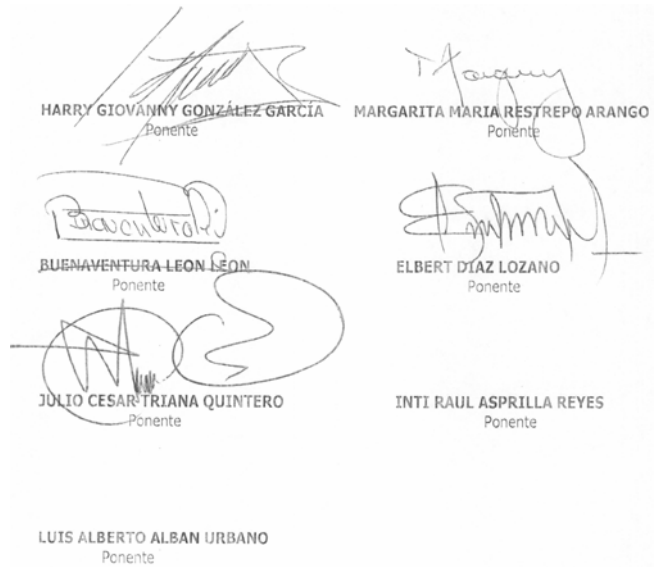 HARRY GIOVANNY GONZÁLEZ GARCÍA
Ponente
MARGARITA MARIA RESTREPO ARANGO
Ponente
BUENAVENTURA LEON LEON
Ponente
ELBERT DIAZ LOZANO
Ponente
JULIO CESAR TRIANA QUINTERO
Ponente
INTI RAUL ASPRILLA REYES
Ponente
LUIS ALBERTO ALBAN URBANO
Ponente